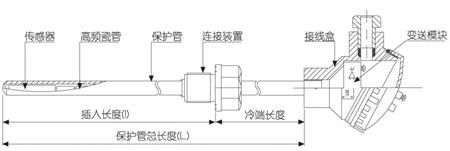 传感器
高频瓷管
保护管
连接装置
接线盒
变送模块
插入长度(l)
冷端长度
保护管总长度(L)